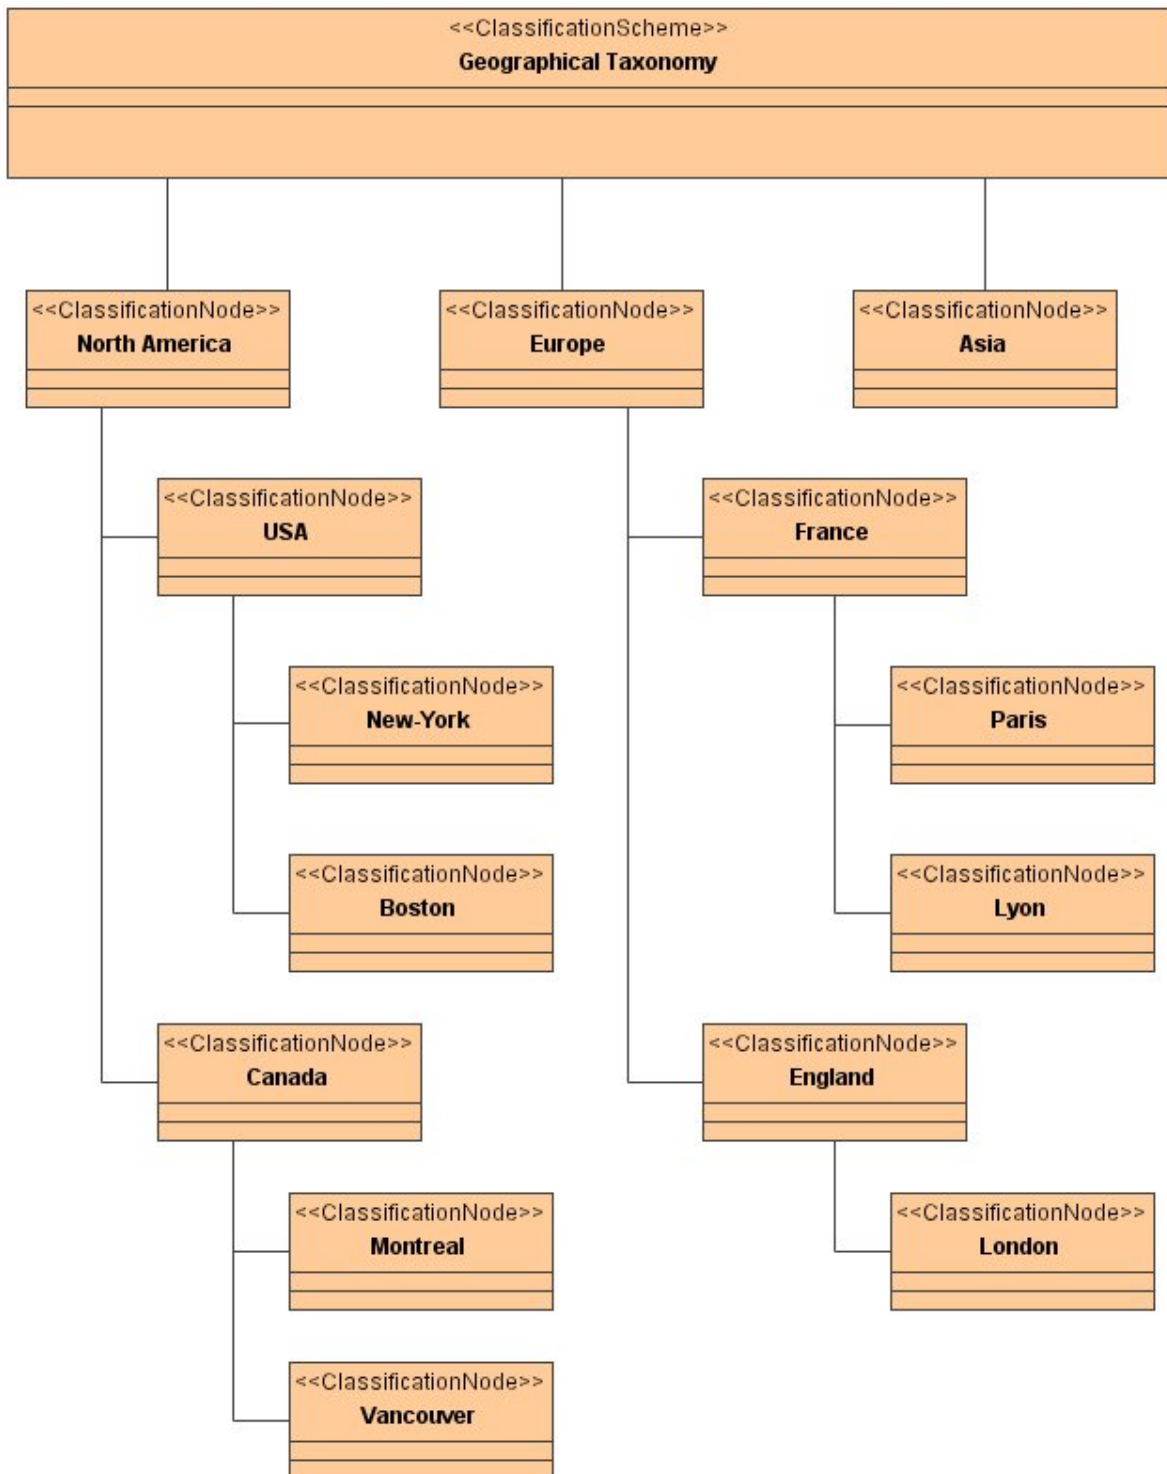 <<ClassificationScheme>>
Geographical Taxonomy
<<ClassificationNode>>
North America
<<ClassificationNode>>
Europe
<<ClassificationNode>>
Asia
<<ClassificationNode>>
USA
<<ClassificationNode>>
France
<<ClassificationNode>>
New-York
<<ClassificationNode>>
Paris
<<ClassificationNode>>
Boston
<<ClassificationNode>>
Lyon
<<ClassificationNode>>
Canada
<<ClassificationNode>>
England
<<ClassificationNode>>
Montreal
<<ClassificationNode>>
London
<<ClassificationNode>>
Vancouver